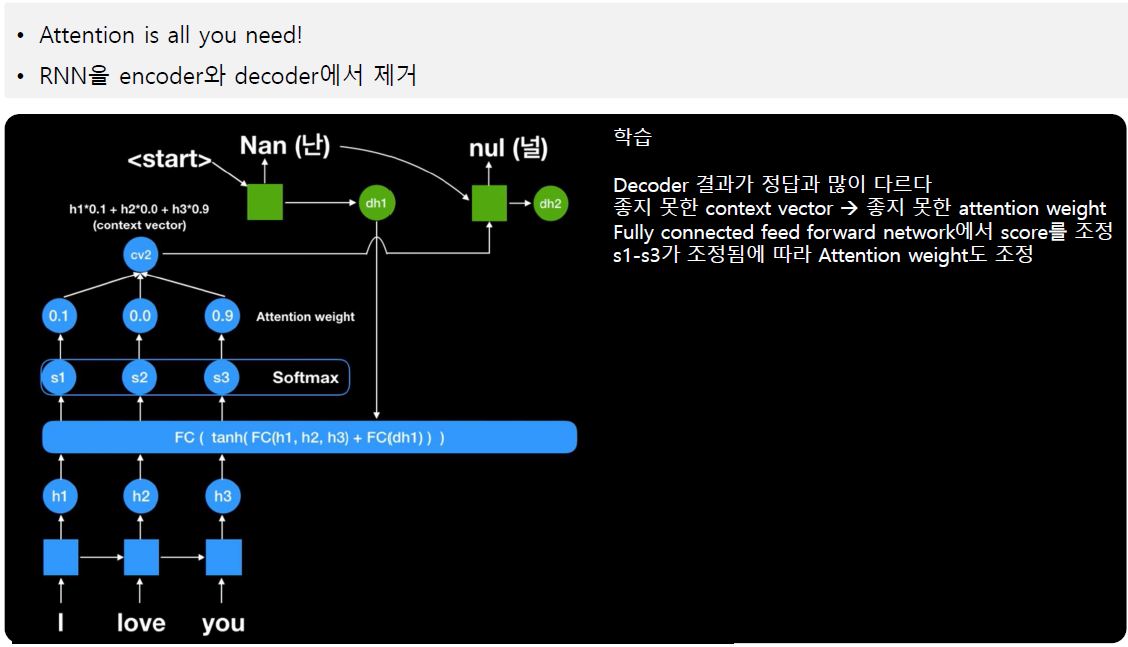 • Attention is all you need!
• RNN을 encoder와 decoder에서 제거
<start>
Nan (난)
nul (널)
h1*0.1 + h2*0.0 + h3*0.9
(context vector)
dh1
dh2
cv2
0.1
0.0
0.9
Attention weight
s1
s2
s3
Softmax
FC ( tanh( FC(h1, h2, h3) + FC(dh1) ) )
h1
h2
h3
I
love
you
학습
Decoder 결과가 정답과 많이 다르다
좋지 못한 context vector → 좋지 못한 attention weight
Fully connected feed forward network에서 score를 조정
s1-s3가 조정됨에 따라 Attention weight도 조정